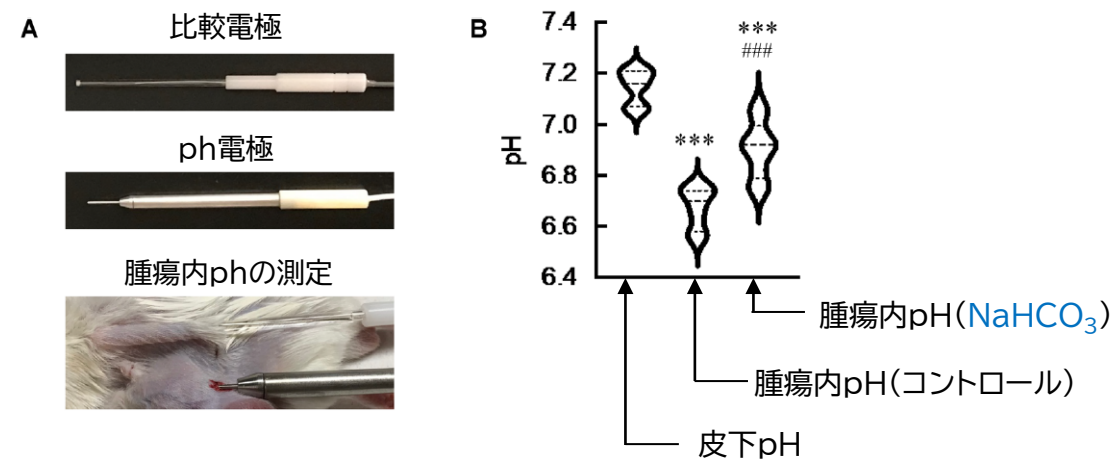 A
比較電極
ph電極
腫瘍内phの測定
B
pH
7.4
7.2
7.0
6.8
6.6
6.4
***
***
###
腫瘍内pH(NaHCO₃)
腫瘍内pH(コントロール)
皮下pH